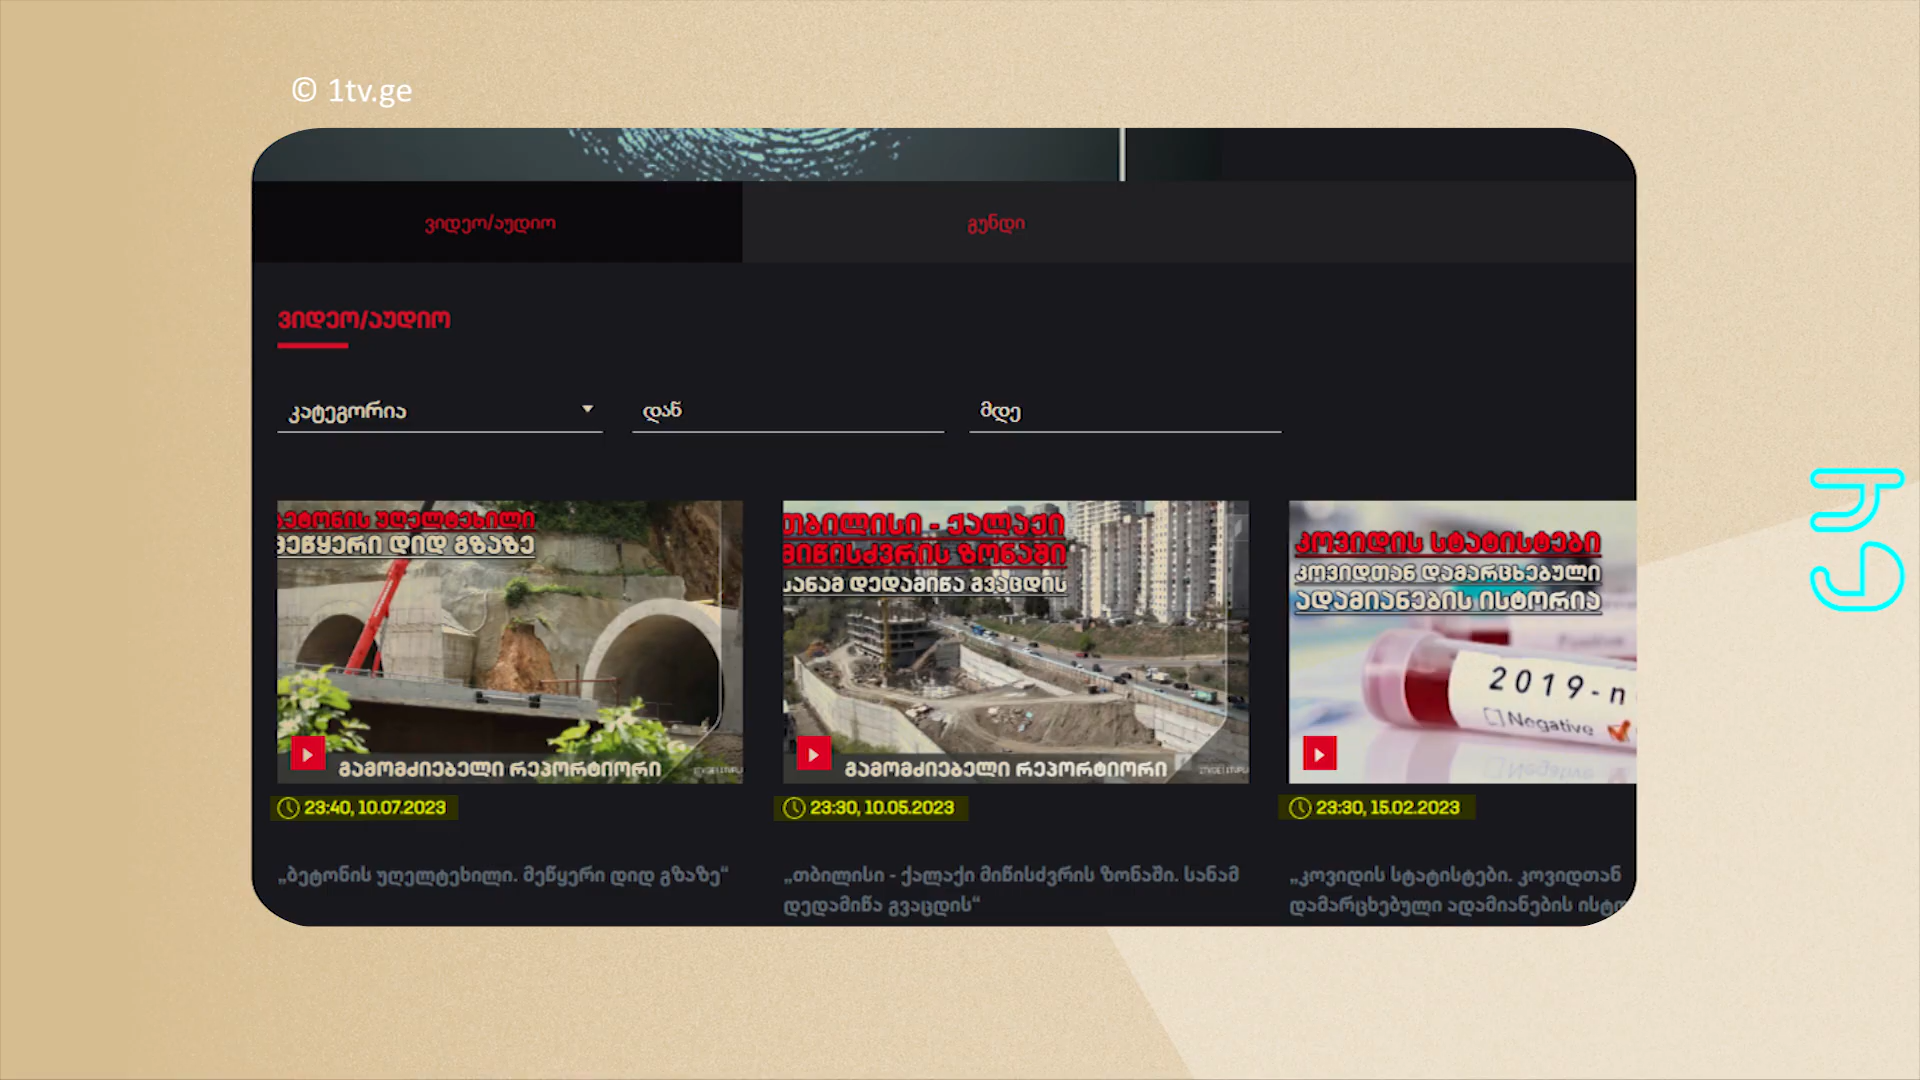 © 1tv.ge
ვიდეო/აუდიო
გუნდი
ვიდეო/აუდიო
კატეგორია
დან
მდე
ბეტონის უღელტეხილი
მეწყერი დიდ გზაზე
გამომძიებელი რეპორტიორი
23:40, 10.07.2023
„ბეტონის უღელტეხილი. მეწყერი დიდ გზაზე“
თბილისი - ქალაქი
მიწისძვრის ზონაში
სანამ დედამიწა გვაცდის
გამომძიებელი რეპორტიორი
23:30, 10.05.2023
„თბილისი - ქალაქი მიწისძვრის ზონაში. სანამ
დედამიწა გვაცდის“
კოვიდის სტატისტები
კოვიდთან დამარცხებული
ადამიანების ისტორია
2019-n
Negative
23:30, 15.02.2023
„კოვიდის სტატისტები. კოვიდთან
დამარცხებული ადამიანების